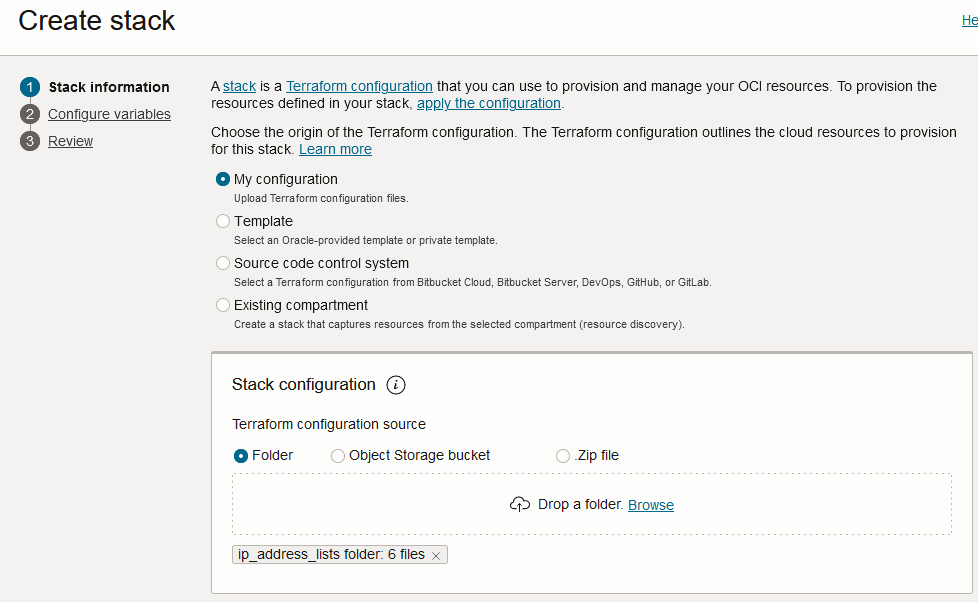 Create stack
He
1 Stack information
2 Configure variables
3 Review
A stack is a Terraform configuration that you can use to provision and manage your OCI resources. To provision the
resources defined in your stack, apply the configuration.
Choose the origin of the Terraform configuration. The Terraform configuration outlines the cloud resources to provision
for this stack. Learn more
My configuration
Upload Terraform configuration files.
Template
Select an Oracle-provided template or private template.
Source code control system
Select a Terraform configuration from Bitbucket Cloud, Bitbucket Server, DevOps, GitHub, or GitLab.
Existing compartment
Create a stack that captures resources from the selected compartment (resource discovery).
Stack configuration i
Terraform configuration source
Folder Object Storage bucket .Zip file
Drop a folder. Browse
ip_address_lists folder: 6 files ×